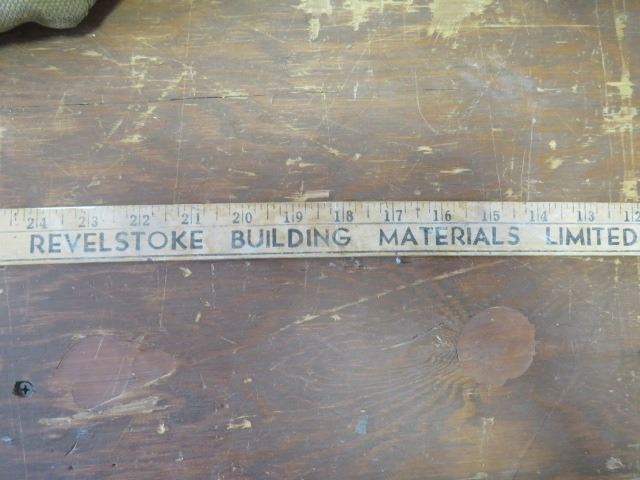 24 23 22 21 20 19 18 17 16 15 14 13 12
REVELSTOKE BUILDING MATERIALS LIMITED